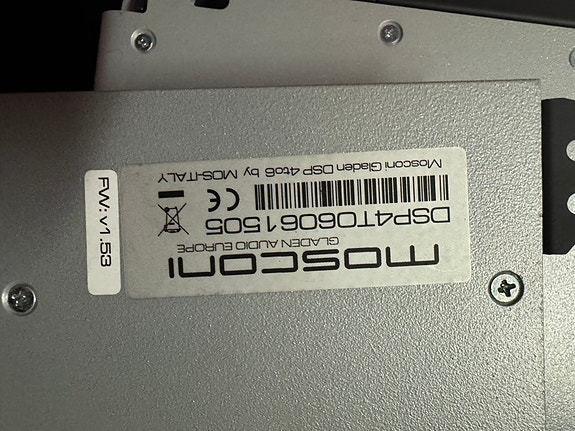 mosconi
GLADEN AUDIO EUROPE
DSP4TO6061505
Mosconi Gladen DSP 4to6 by MOS-ITALY
CE
FW: v1.53